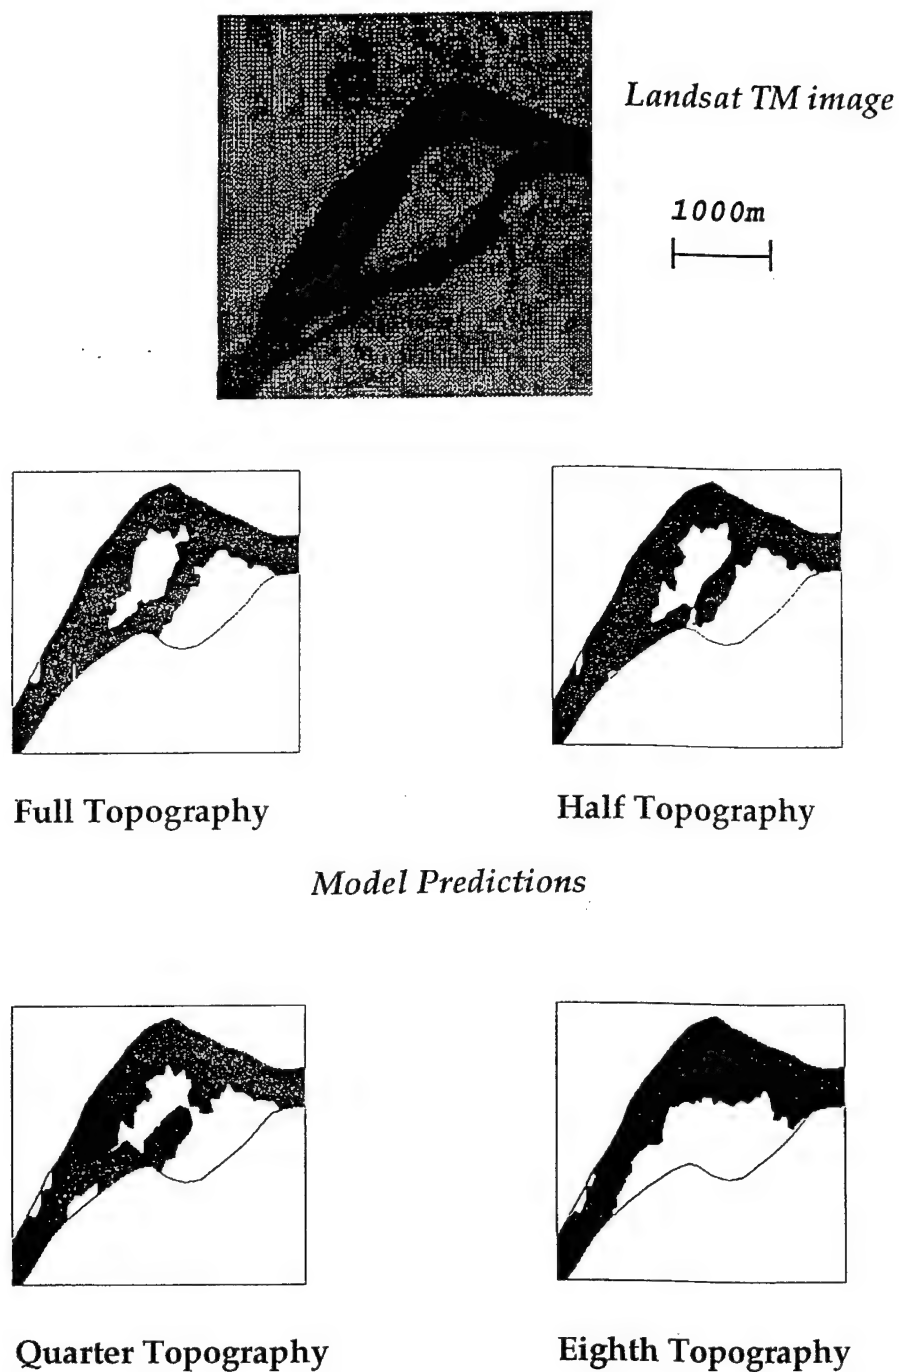 Landsat TM image
1000m
Full Topography
Half Topography
Model Predictions
Quarter Topography
Eighth Topography